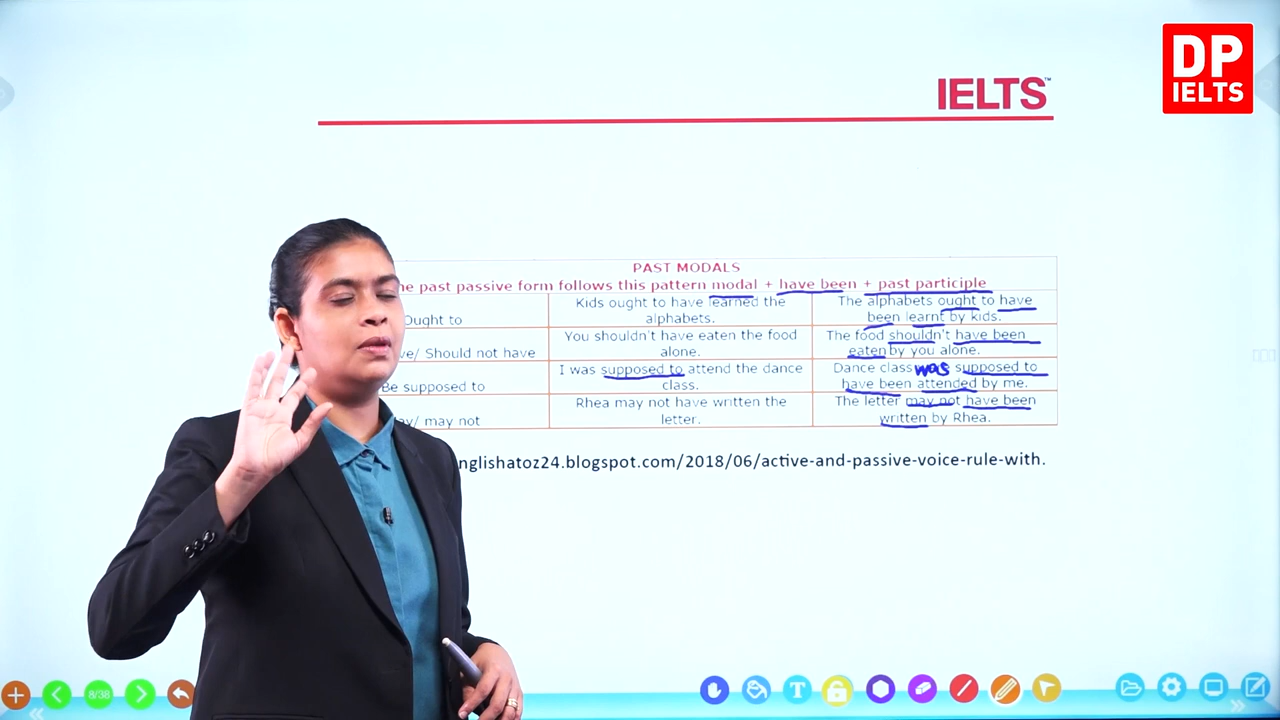 DP
IELTS
IELTS™
PAST MODALS
he past passive form follows this pattern modal + have been + past participle
Ought to
Kids ought to have learned the
alphabets.
The alphabets ought to have
been learnt by kids.
ve/ Should not have
You shouldn't have eaten the food
alone.
The food shouldn't have been
eaten by you alone.
Be supposed to
I was supposed to attend the dance
class.
Dance class was supposed to
have been attended by me.
ay/ may not
Rhea may not have written the
letter.
The letter may not have been
written by Rhea.
nglishatoz24.blogspot.com/2018/06/active-and-passive-voice-rule-with.
8/38
T